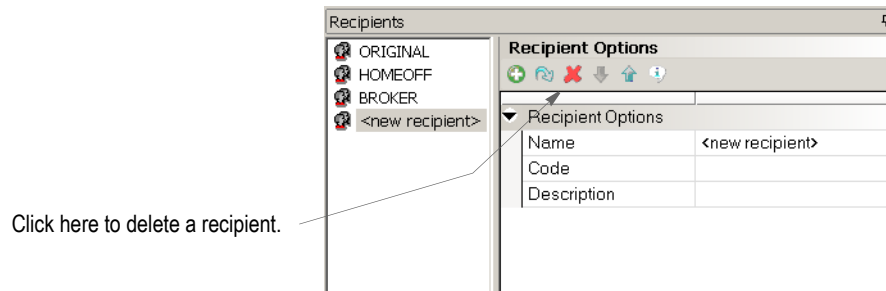 Recipients
ORIGINAL
HOMEOFF
BROKER
<new recipient>
Recipient Options
Recipient Options
Name <new recipient>
Code
Description
Click here to delete a recipient.